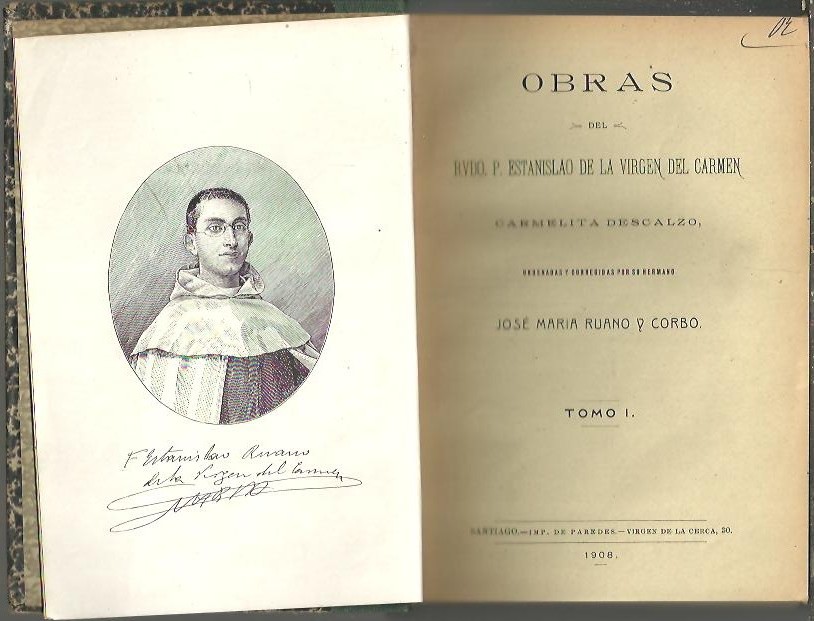 F Estanislao Ruano
de la Virgen del Carmen
OBRAS
DEL
RVDO. P. ESTANISLAO DE LA VIRGEN DEL CARMEN
CARMELITA DESCALZO,
ORDENADAS Y CORREGIDAS POR SU HERMANO
JOSÉ MARIA RUANO Y CORBO.
TOMO I.
SANTIAGO.—IMP. DE PAREDES.—VIRGEN DE LA CERCA, 30.
1908.